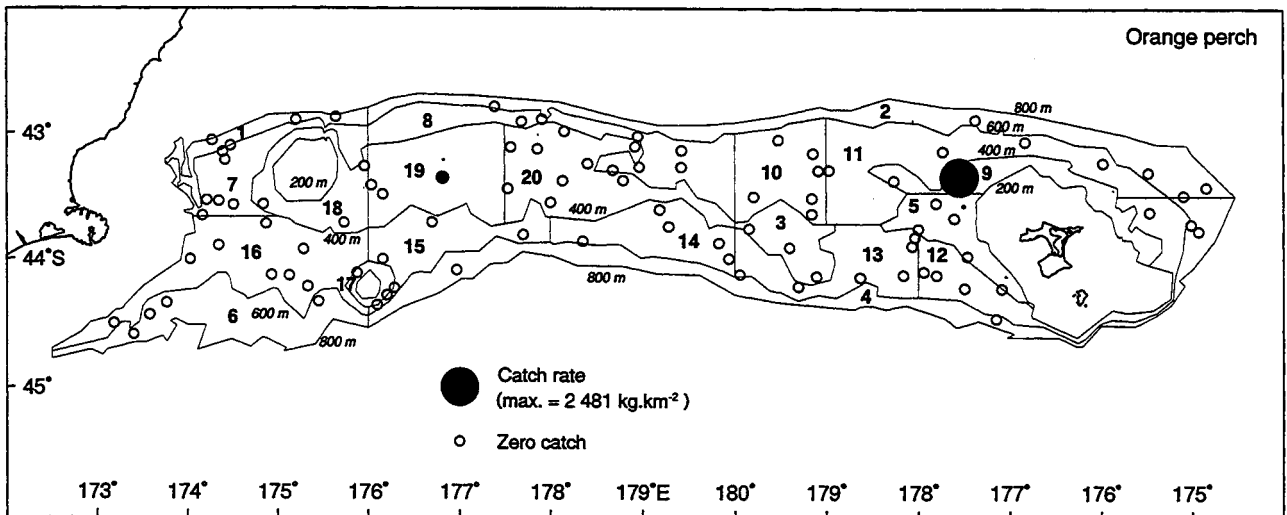 Orange perch
800 m
2
43°
600 m
8
1
11
400 m
19
20
10
9
7
200 m
200 m
18
5
400 m
400 m
3
15
14
16
13
12
44°S
17
800 m
800 m
4
6
600 m
800 m
Catch rate
(max. = 2 481 kg.km⁻²)
45°
Zero catch
173° 174° 175° 176° 177° 178° 179°E 180° 179° 178° 177° 176° 175°